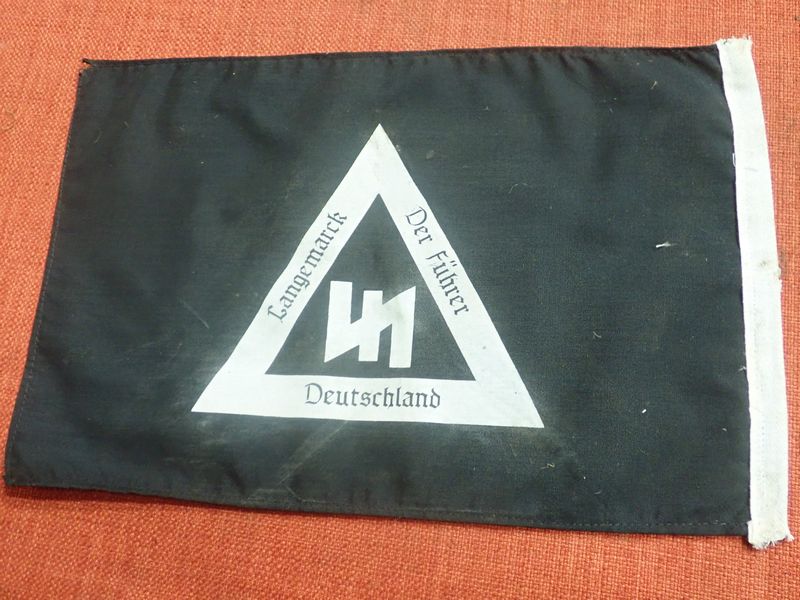 Langemarck
Der Führer
Deutschland